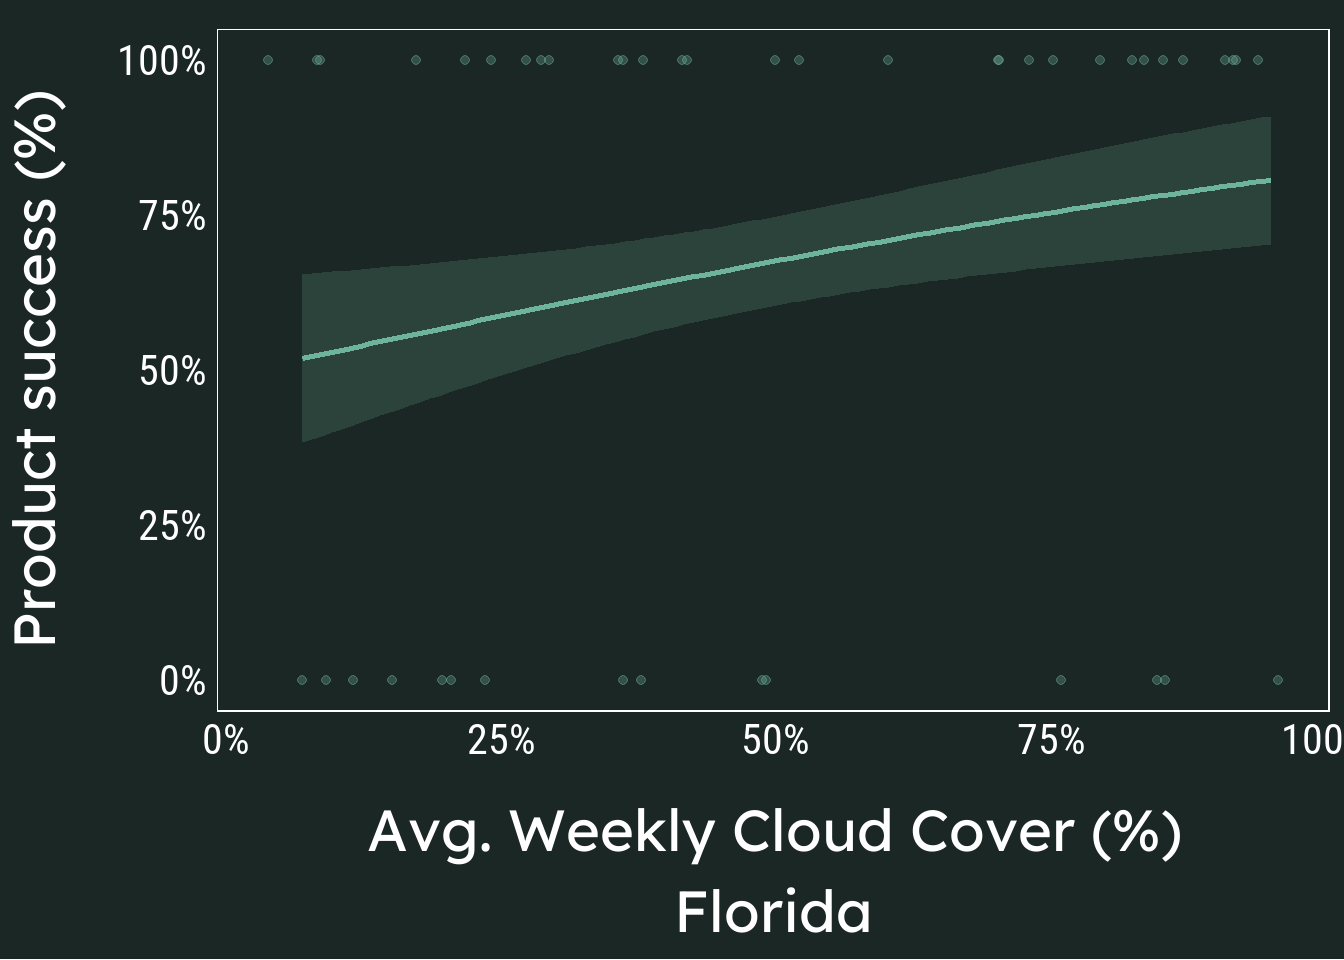 Product success (%)
100%
75%
50%
25%
0%
0% 25% 50% 75% 100
Avg. Weekly Cloud Cover (%)
Florida